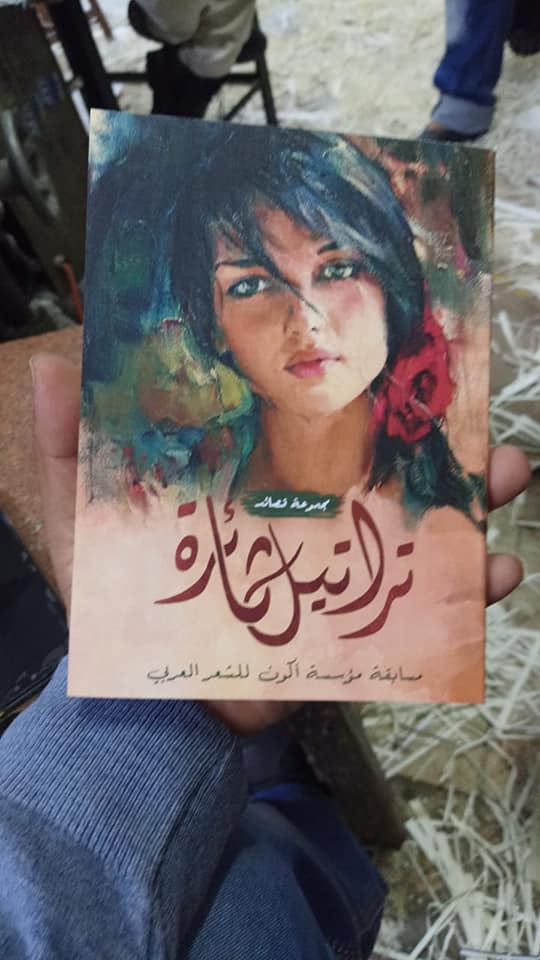 مجموعة قصائد
تراتيل ثائرة
مسابقة مؤسسة أكون للشعر العربي